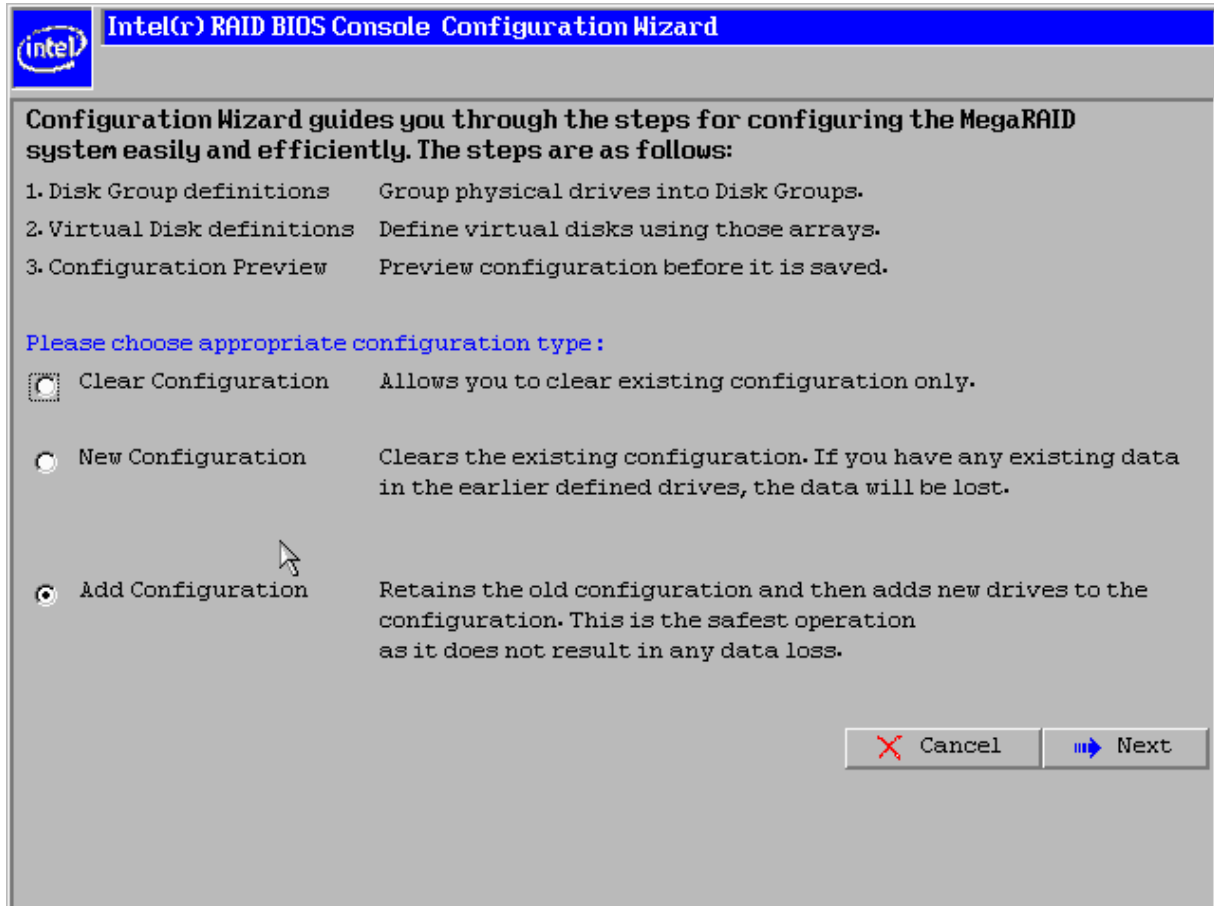 intel
Intel(r) RAID BIOS Console Configuration Wizard
Configuration Wizard guides you through the steps for configuring the MegaRAID
system easily and efficiently. The steps are as follows:
1. Disk Group definitions Group physical drives into Disk Groups.
2. Virtual Disk definitions Define virtual disks using those arrays.
3. Configuration Preview Preview configuration before it is saved.
Please choose appropriate configuration type:
Clear Configuration Allows you to clear existing configuration only.
New Configuration Clears the existing configuration. If you have any existing data
in the earlier defined drives, the data will be lost.
Add Configuration Retains the old configuration and then adds new drives to the
configuration. This is the safest operation
as it does not result in any data loss.
Cancel Next